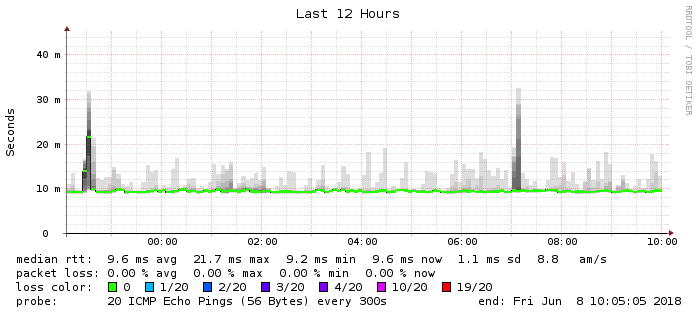 Last 12 Hours
RRDTOOL / TOBI OETIKER
Seconds
40 m
30 m
20 m
10 m
0
00:00 02:00 04:00 06:00 08:00 10:00
median rtt: 9.6 ms avg 21.7 ms max 9.2 ms min 9.6 ms now 1.1 ms sd 8.8 am/s
packet loss: 0.00 % avg 0.00 % max 0.00 % min 0.00 % now
loss color: 0 1/20 2/20 3/20 4/20 10/20 19/20
probe: 20 ICMP Echo Pings (56 Bytes) every 300s end: Fri Jun 8 10:05:05 2018